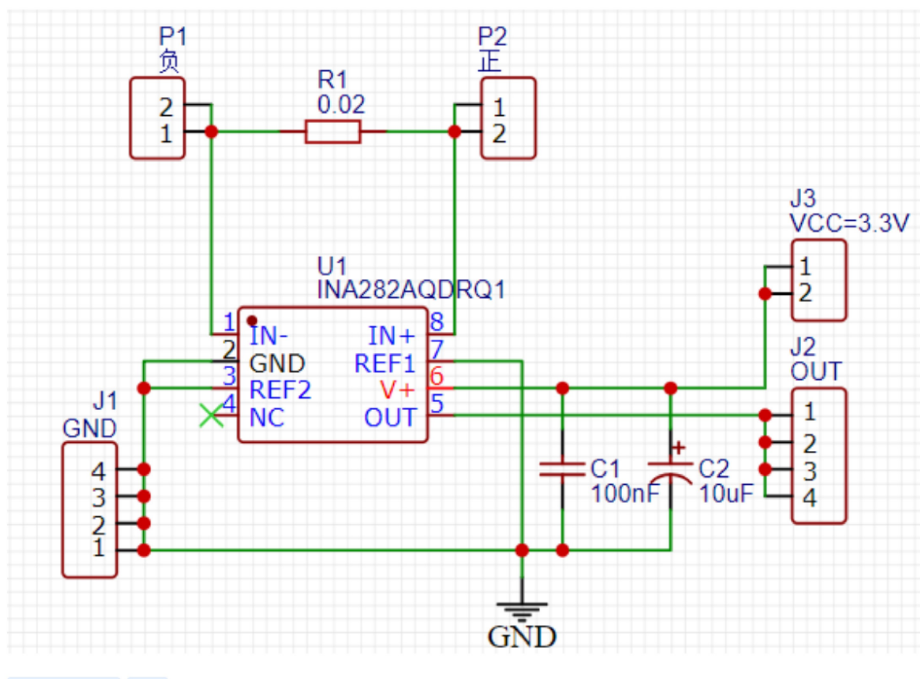 P1
负
2
1
R1
0.02
P2
正
1
2
J3
VCC=3.3V
1
2
U1
INA282AQDRQ1
1 IN-
2 GND
3 REF2
4 NC
IN+ 8
REF1 7
V+ 6
OUT 5
J2
OUT
1
2
3
4
J1
GND
4
3
2
1
C1
100nF
+
C2
10uF
GND